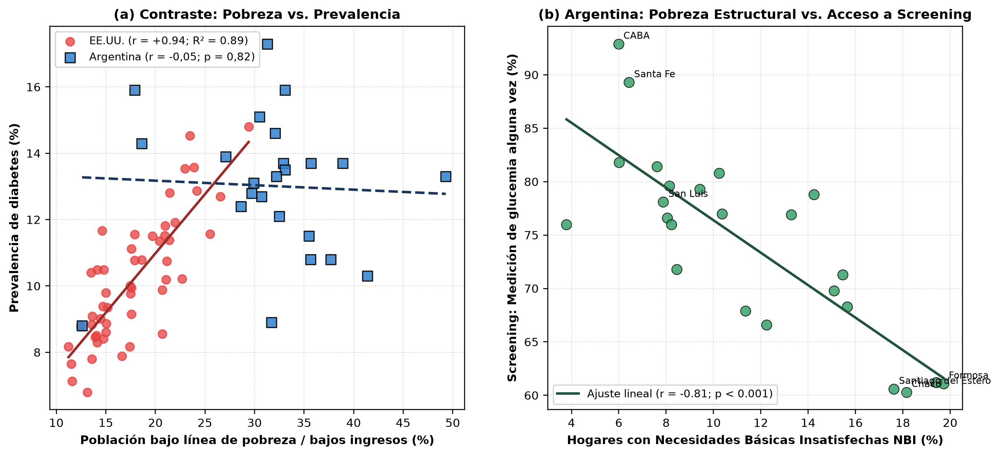 (a) Contraste: Pobreza vs. Prevalencia
EE.UU. (r = +0.94; R² = 0.89)
Argentina (r = -0,05; p = 0,82)
Prevalencia de diabetes (%)
16
14
12
10
8
10 15 20 25 30 35 40 45 50
Población bajo línea de pobreza / bajos ingresos (%)
(b) Argentina: Pobreza Estructural vs. Acceso a Screening
Screening: Medición de glucemia alguna vez (%)
90
85
80
75
70
65
60
CABA
Santa Fe
San Luis
Formosa
Santiago del Estero
Chaco
Ajuste lineal (r = -0.81; p < 0.001)
4 6 8 10 12 14 16 18 20
Hogares con Necesidades Básicas Insatisfechas NBI (%)